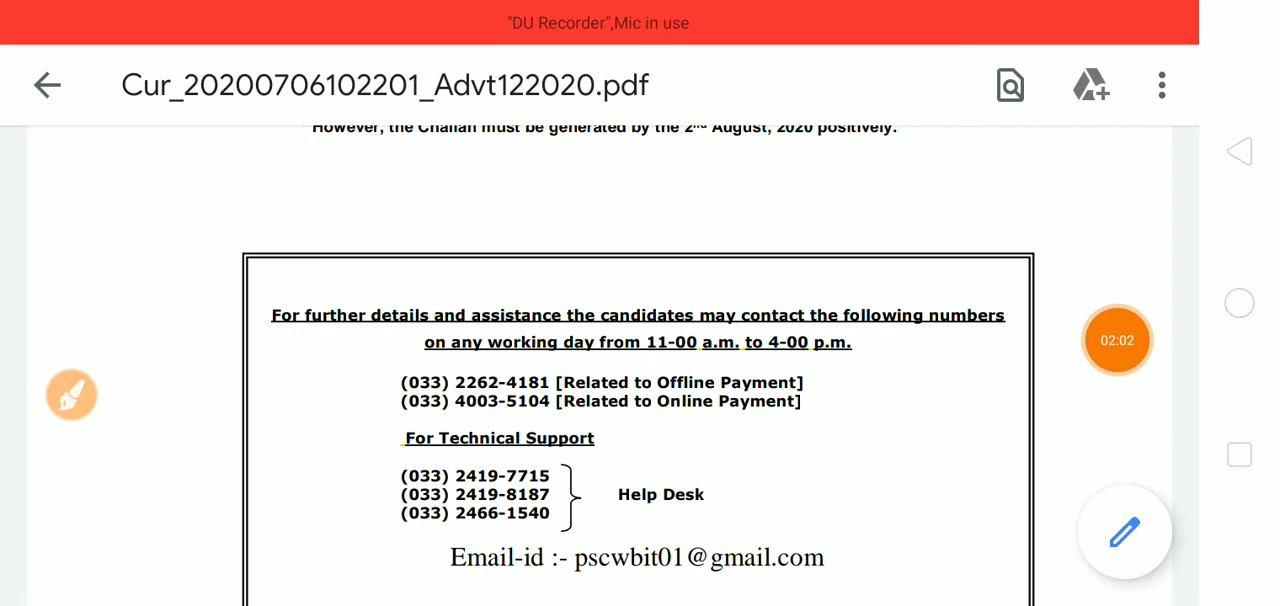 "DU Recorder",Mic in use
Cur_20200706102201_Advt122020.pdf
However, the Challan must be generated by the 2nd August, 2020 positively.
For further details and assistance the candidates may contact the following numbers
on any working day from 11-00 a.m. to 4-00 p.m.
(033) 2262-4181 [Related to Offline Payment]
(033) 4003-5104 [Related to Online Payment]
For Technical Support
(033) 2419-7715
(033) 2419-8187
(033) 2466-1540
Help Desk
Email-id :- pscwbit01@gmail.com
02:02